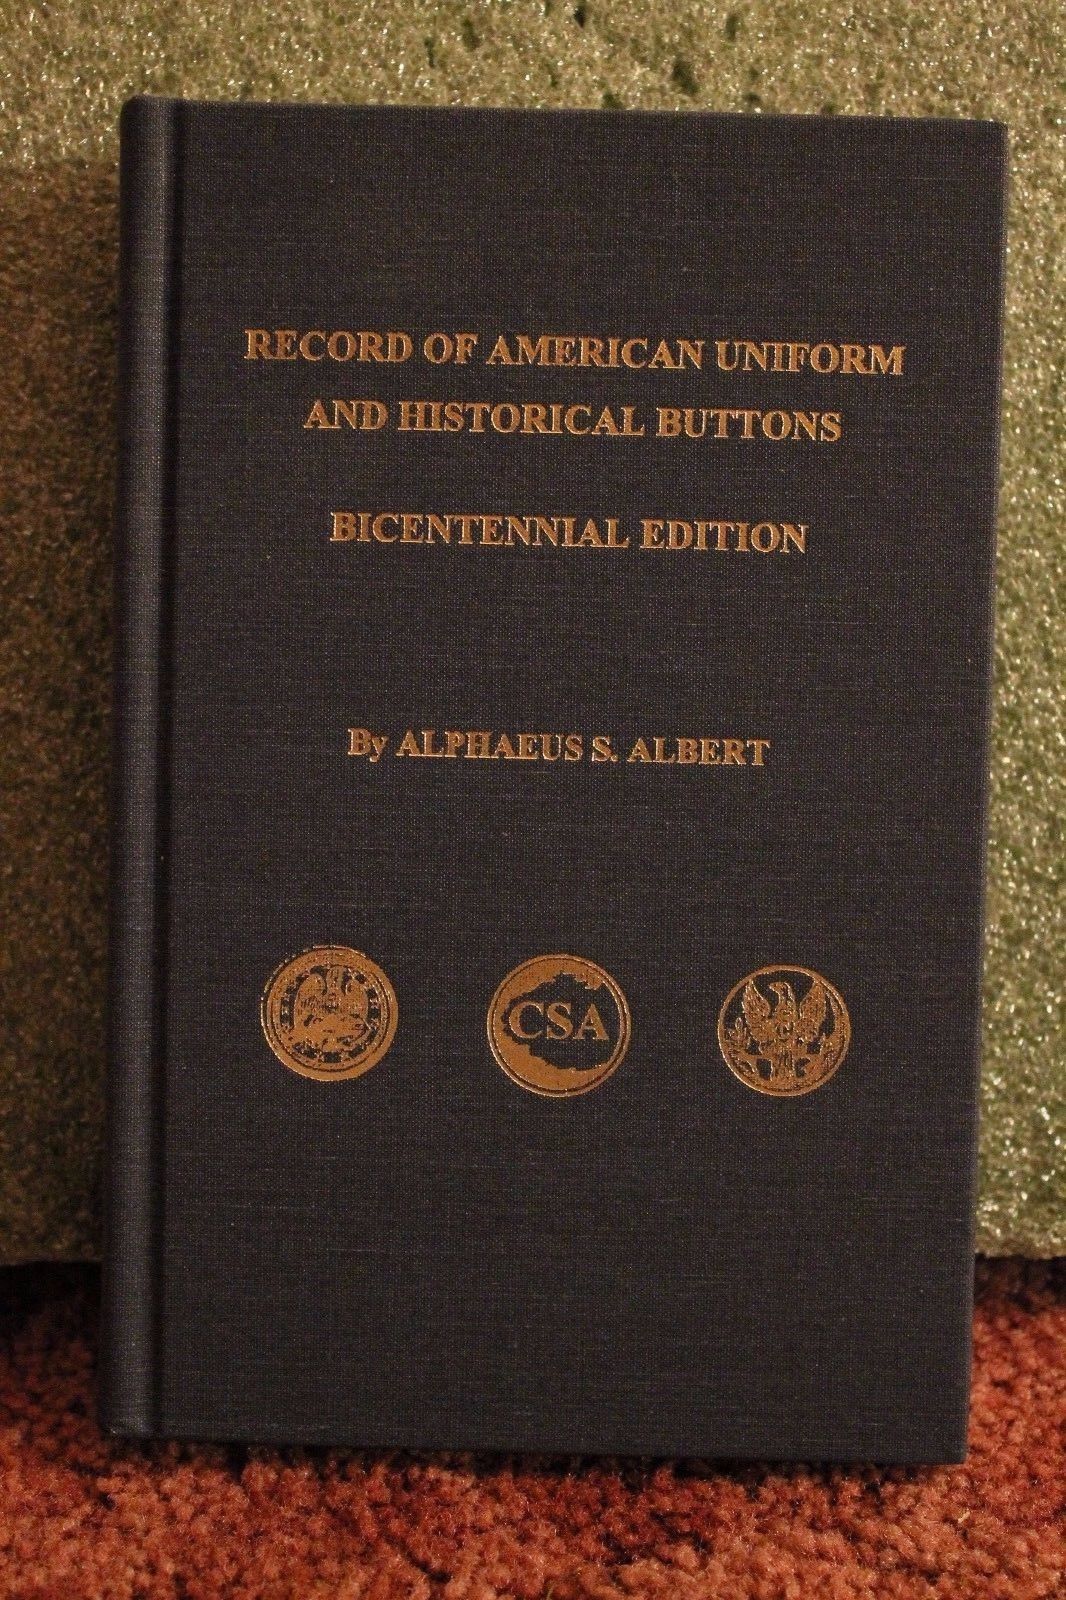 RECORD OF AMERICAN UNIFORM
AND HISTORICAL BUTTONS
BICENTENNIAL EDITION
By ALPHAEUS S. ALBERT
CSA